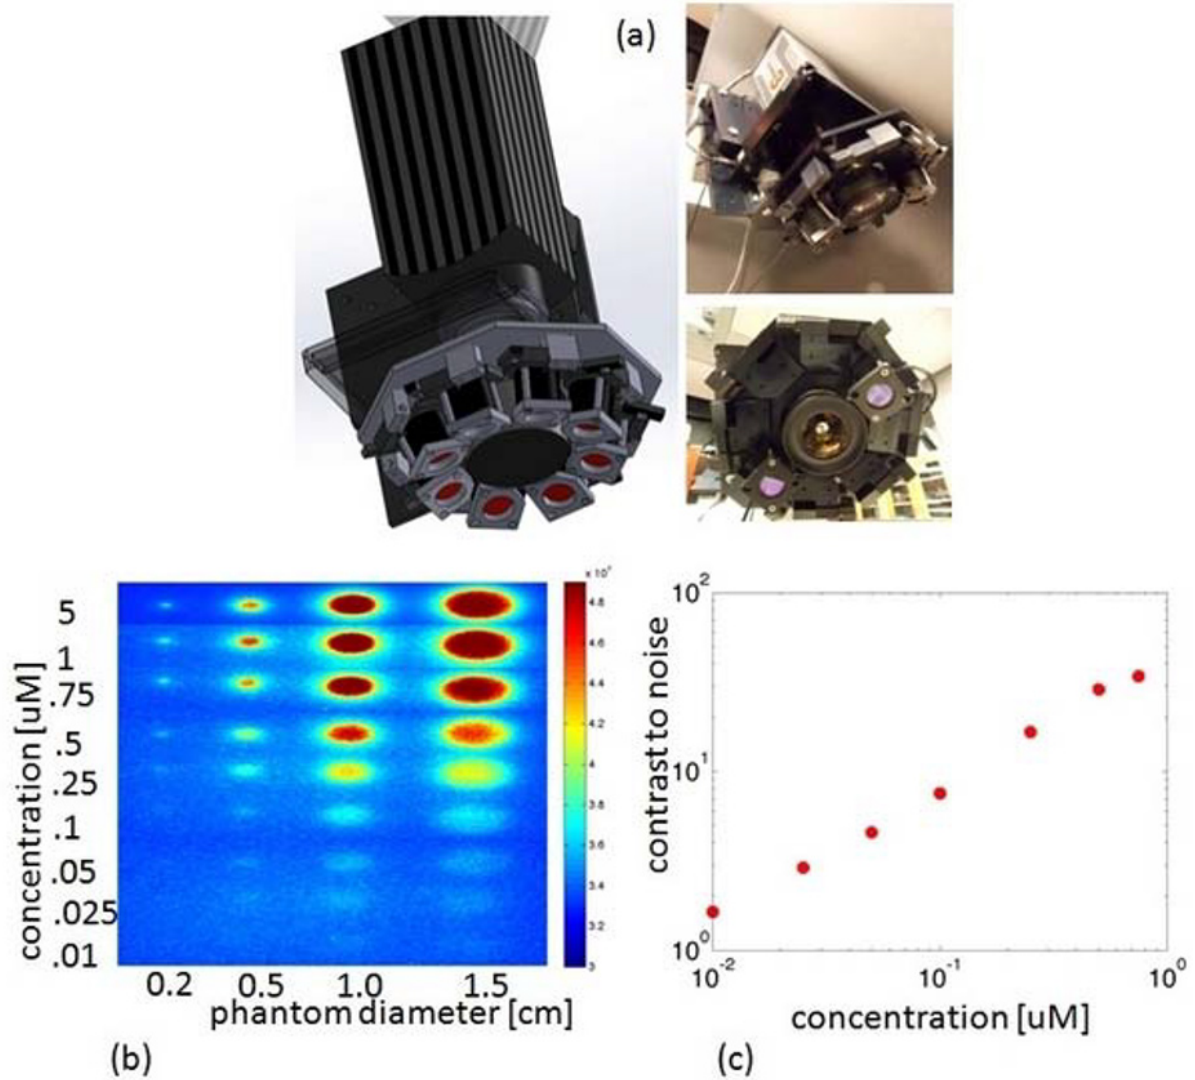 (a)
x 10⁷
4.8
4.6
4.4
4.2
4
3.8
3.6
3.4
3.2
3
concentration [uM]
5
1
.75
.5
.25
.1
.05
.025
.01
0.2 0.5 1.0 1.5
phantom diameter [cm]
(b)
contrast to noise
10²
10¹
10⁰
10⁻² 10⁻¹ 10⁰
concentration [uM]
(c)